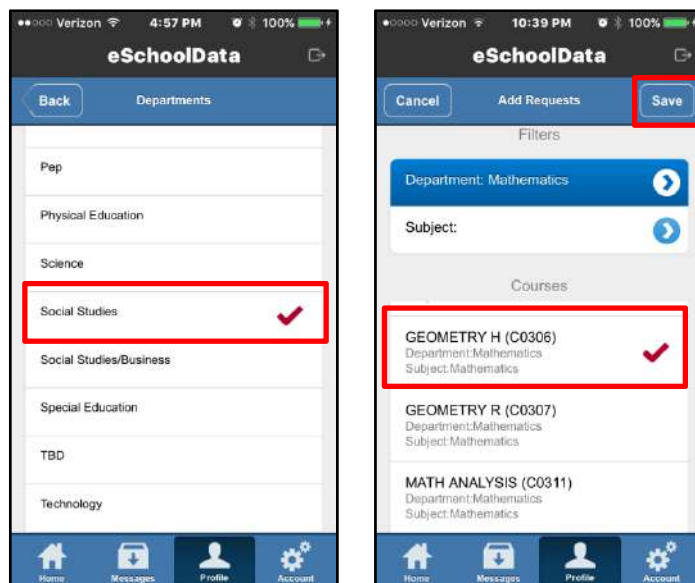 Verizon 4:57 PM 100%
eSchoolData
Back Departments
Pep
Physical Education
Science
Social Studies
Social Studies/Business
Special Education
TBD
Technology
Home Messages Profile Account
Verizon 10:39 PM 100%
eSchoolData
Cancel Add Requests Save
Filters
Department: Mathematics
Subject:
Courses
GEOMETRY H (C0306)
Department:Mathematics
Subject:Mathematics
GEOMETRY R (C0307)
Department:Mathematics
Subject:Mathematics
MATH ANALYSIS (C0311)
Department:Mathematics
Subject:Mathematics
Home Messages Profile Account